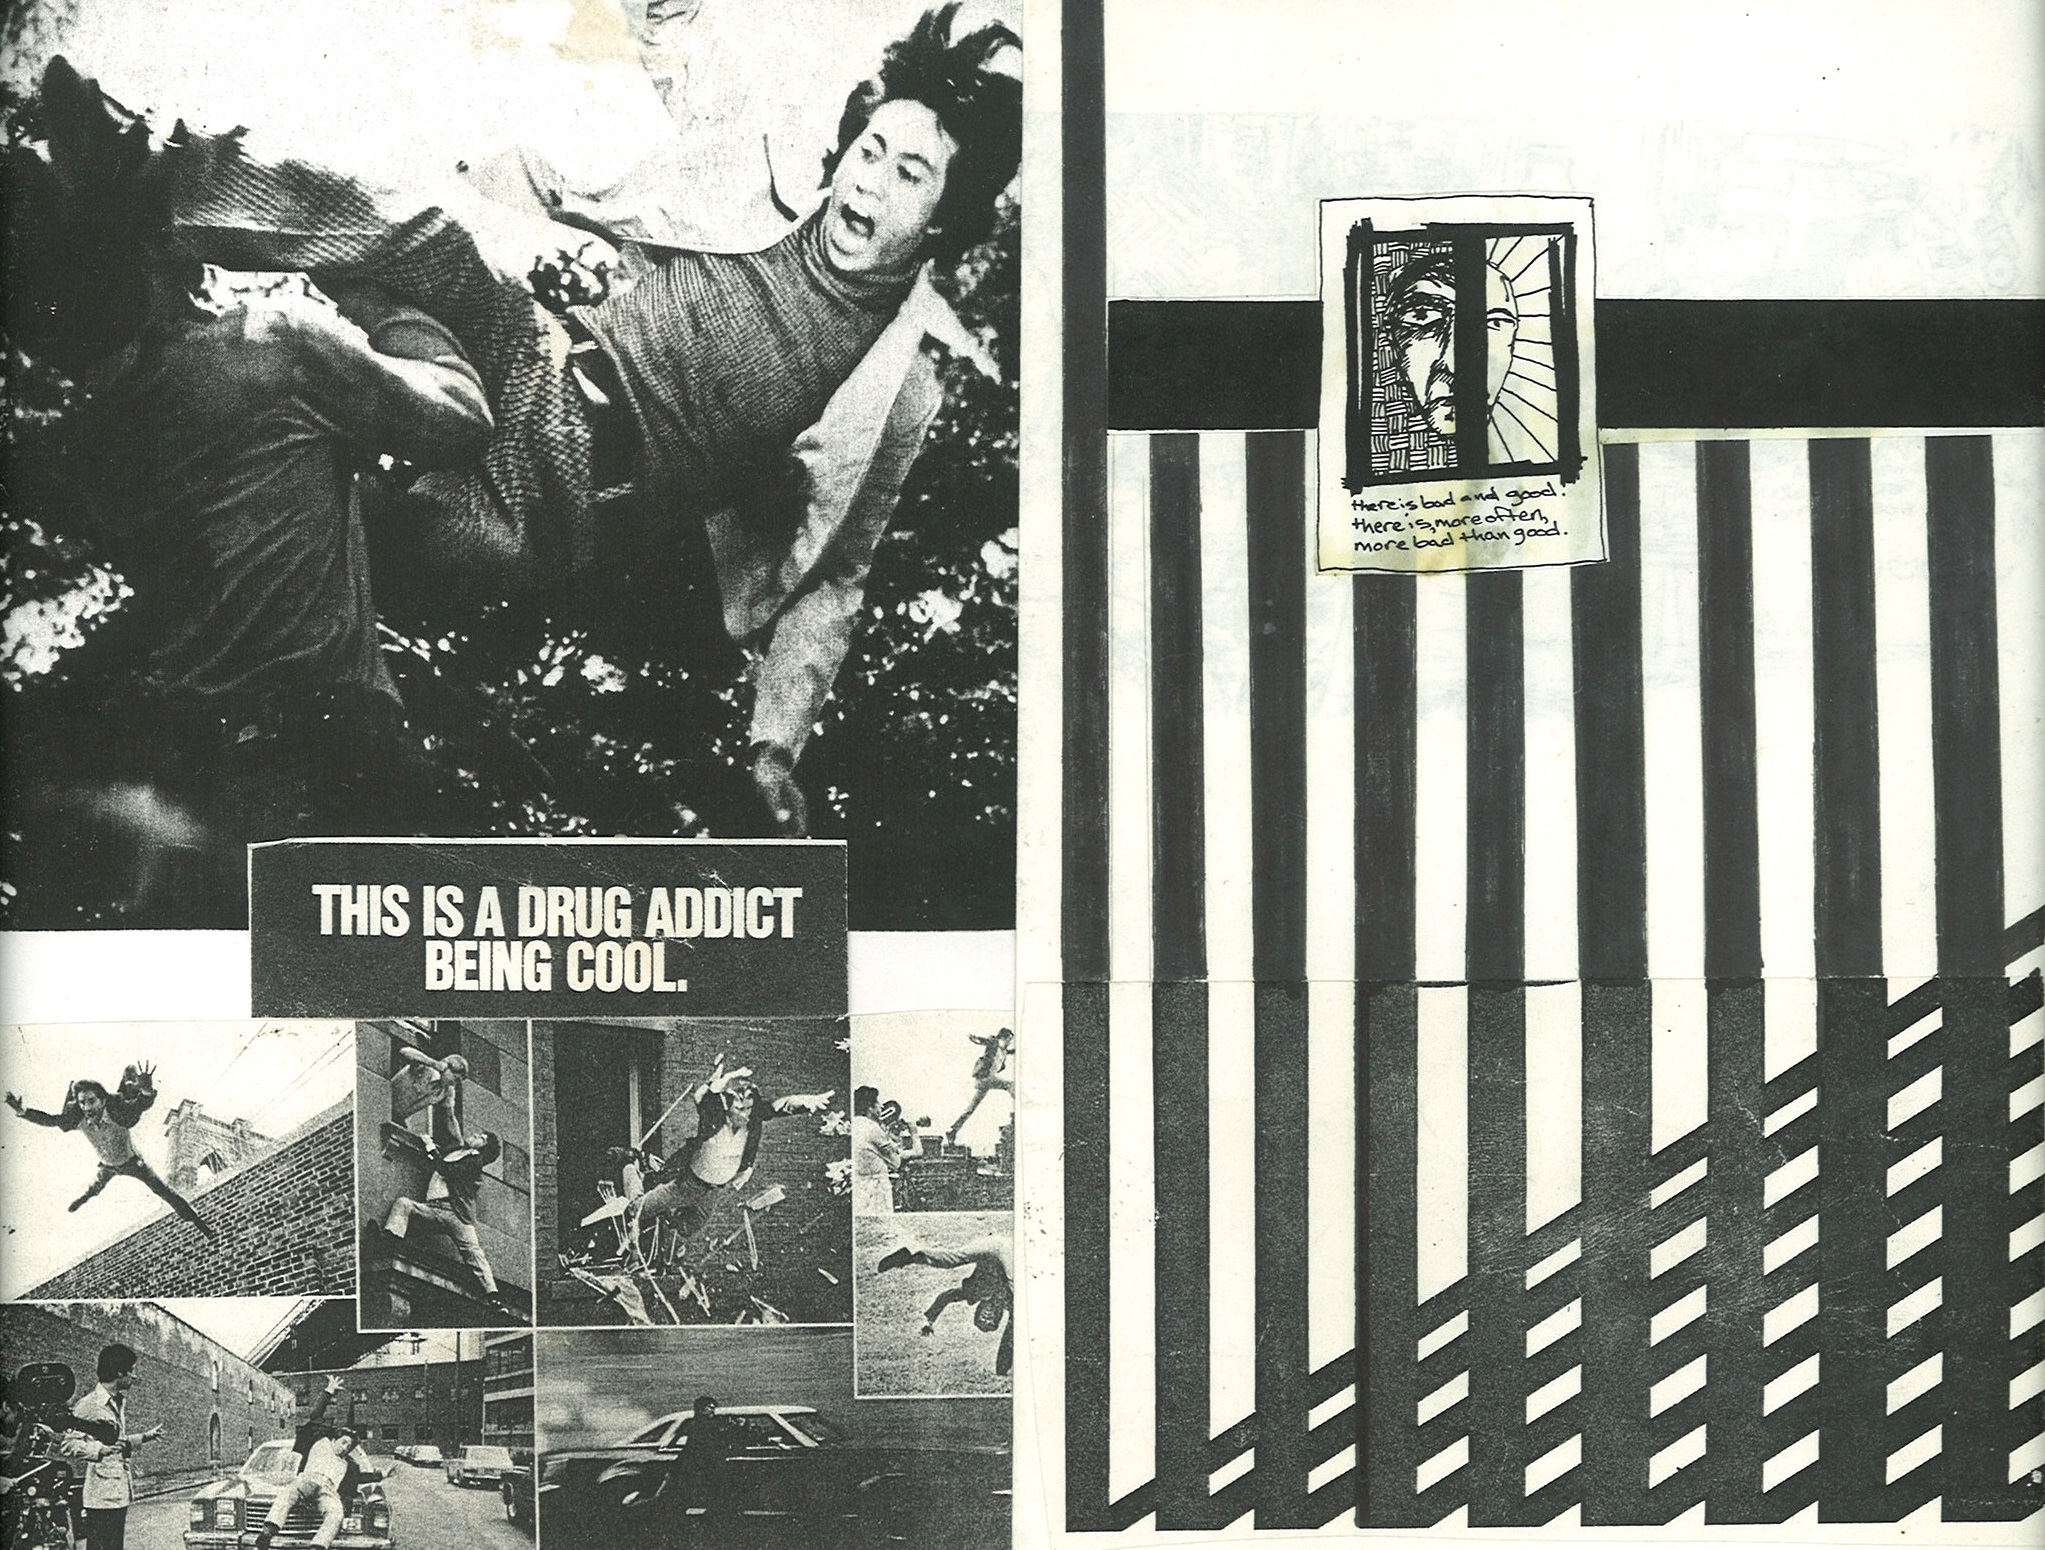 THIS IS A DRUG ADDICT
BEING COOL.
there is bad and good.
there is, more often,
more bad than good.